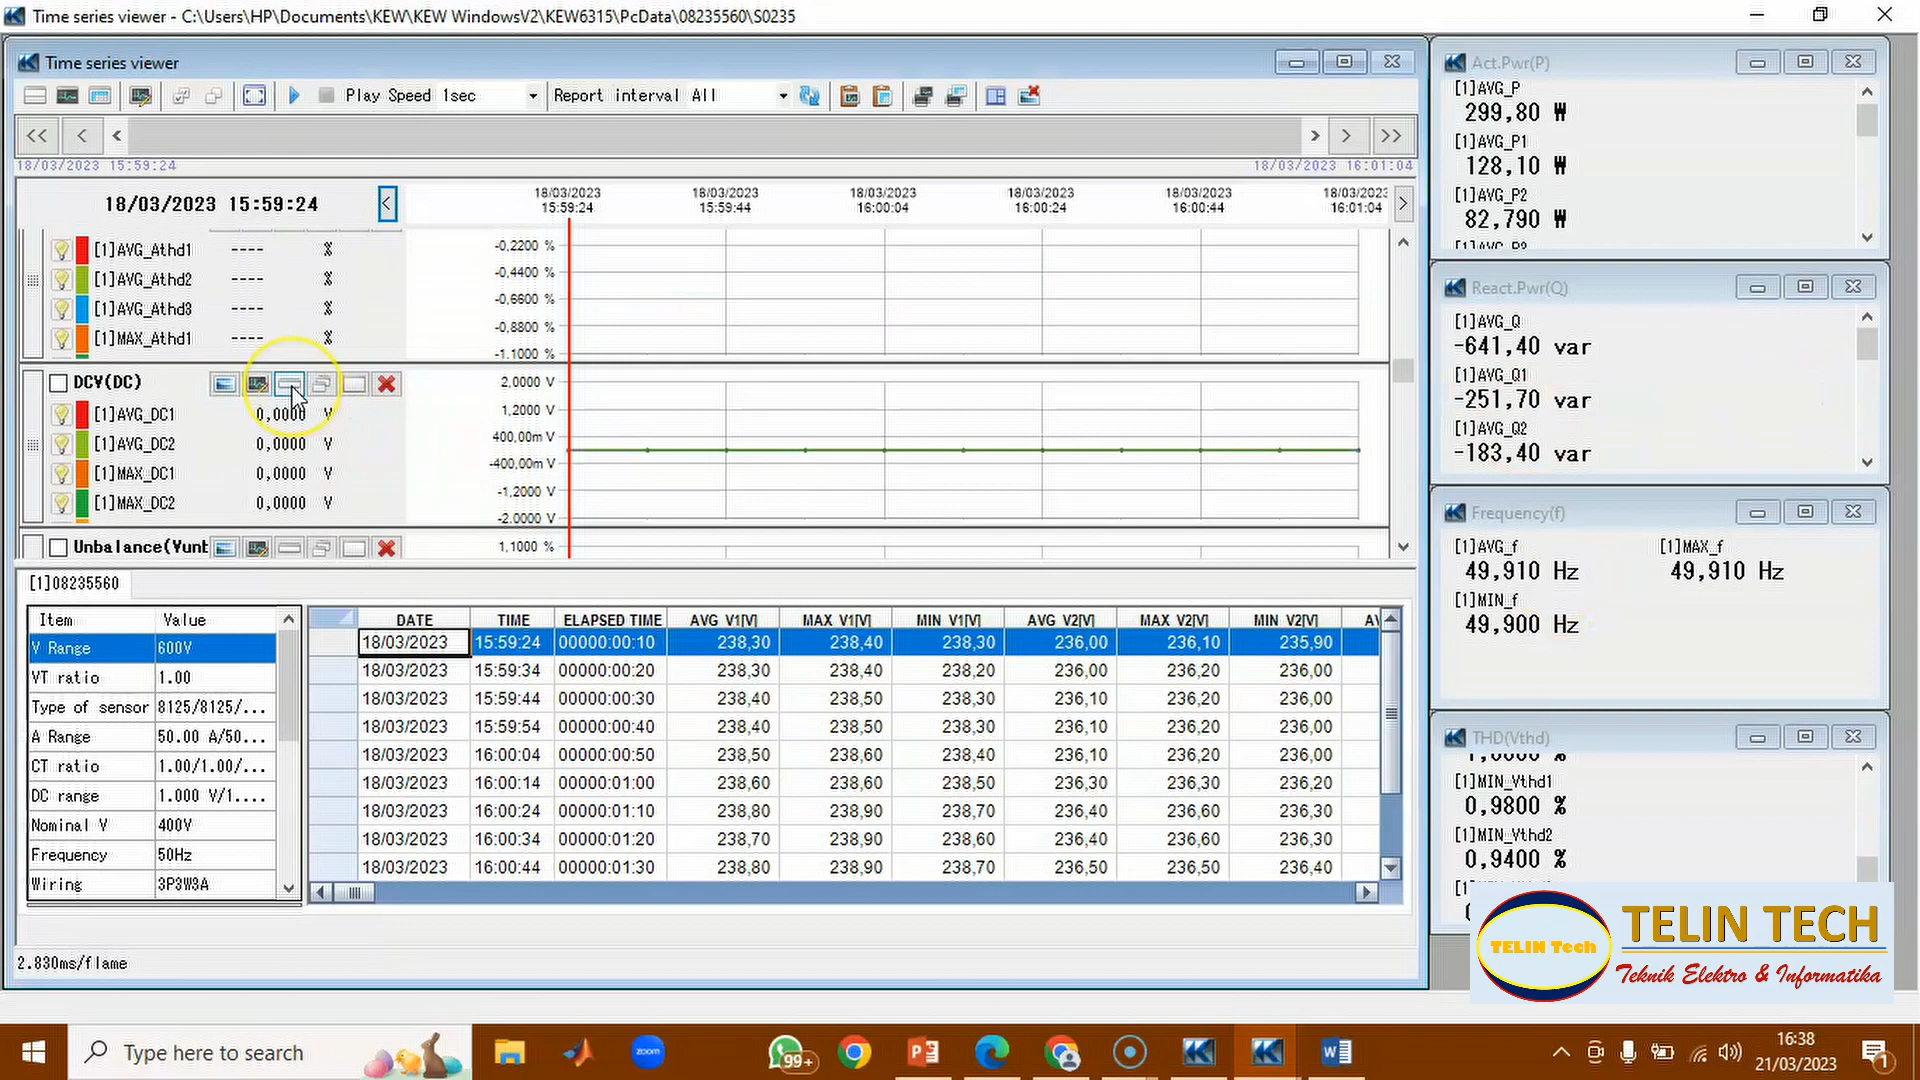 Time series viewer - C:\Users\HP\Documents\KEW\KEW WindowsV2\KEW6315\PcData\08235560\S0235
Time series viewer
Play Speed 1sec Report interval All
<< < < > > >>
18/03/2023 15:59:24 18/03/2023 16:01:04
18/03/2023 15:59:24 <
18/03/2023 18/03/2023 18/03/2023 18/03/2023 18/03/2023 18/03/2023
15:59:24 15:59:44 16:00:04 16:00:24 16:00:44 16:01:04
[1]AVG_Athd1 ---- %
[1]AVG_Athd2 ---- %
[1]AVG_Athd3 ---- %
[1]MAX_Athd1 ---- %
-0,2200 %
-0,4400 %
-0,6600 %
-0,8800 %
-1.1000 %
DCV(DC)
[1]AVG_DC1 0,0000 V
[1]AVG_DC2 0,0000 V
[1]MAX_DC1 0,0000 V
[1]MAX_DC2 0,0000 V
2,0000 V
1,2000 V
400,00m V
-400,00m V
-1,2000 V
-2.0000 V
Unbalance(Vunb
1,1000 %
[1]08235560
Item Value
V Range 600V
VT ratio 1.00
Type of sensor 8125/8125/...
A Range 50.00 A/50...
CT ratio 1.00/1.00/...
DC range 1.000 V/1....
Nominal V 400V
Frequency 50Hz
Wiring 3P3W3A
DATE TIME ELAPSED TIME AVG_V1[V] MAX_V1[V] MIN_V1[V] AVG_V2[V] MAX_V2[V] MIN_V2[V] AV
18/03/2023 15:59:24 00000:00:10 238,30 238,40 238,30 236,00 236,10 235,90
18/03/2023 15:59:34 00000:00:20 238,30 238,40 238,20 236,00 236,20 236,00
18/03/2023 15:59:44 00000:00:30 238,40 238,50 238,30 236,10 236,20 236,00
18/03/2023 15:59:54 00000:00:40 238,40 238,50 238,30 236,10 236,20 236,00
18/03/2023 16:00:04 00000:00:50 238,50 238,60 238,40 236,10 236,20 236,00
18/03/2023 16:00:14 00000:01:00 238,60 238,60 238,50 236,30 236,30 236,20
18/03/2023 16:00:24 00000:01:10 238,80 238,90 238,70 236,40 236,60 236,30
18/03/2023 16:00:34 00000:01:20 238,70 238,90 238,60 236,40 236,60 236,30
18/03/2023 16:00:44 00000:01:30 238,80 238,90 238,70 236,50 236,50 236,40
2.830ms/flame
Act.Pwr(P)
[1]AVG_P
299,80 W
[1]AVG_P1
128,10 W
[1]AVG_P2
82,790 W
React.Pwr(Q)
[1]AVG_Q
-641,40 var
[1]AVG_Q1
-251,70 var
[1]AVG_Q2
-183,40 var
Frequency(f)
[1]AVG_f [1]MAX_f
49,910 Hz 49,910 Hz
[1]MIN_f
49,900 Hz
THD(Vthd)
[1]MIN_Vthd1
0,9800 %
[1]MIN_Vthd2
0,9400 %
TELIN Tech
TELIN TECH
Teknik Elektro & Informatika
Type here to search
zoom
99+
16:38
21/03/2023
1